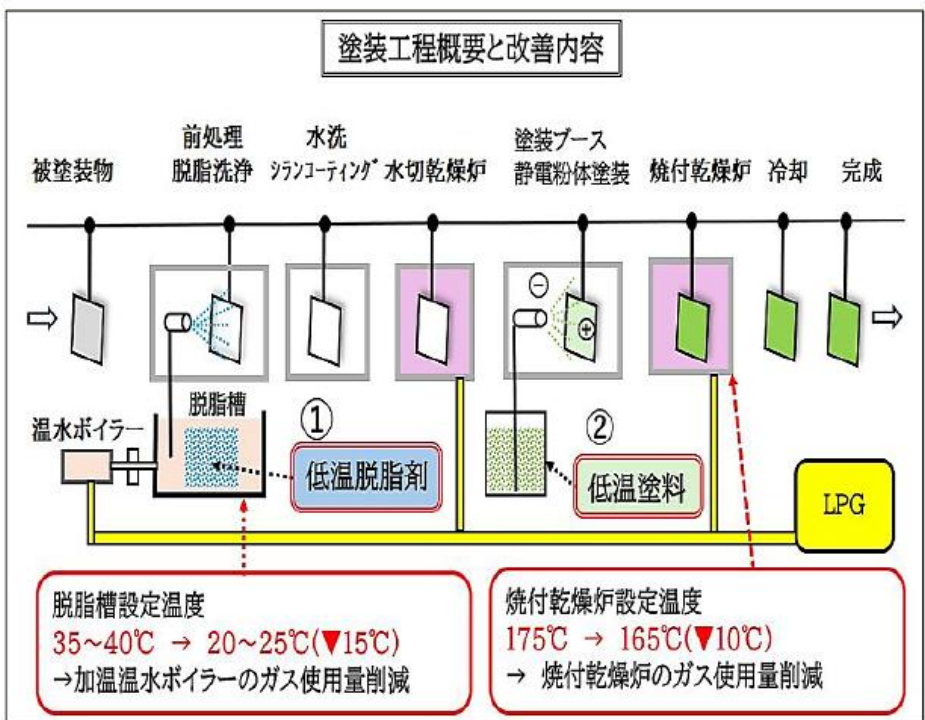 塗装工程概要と改善内容
被塗装物
前処理
脱脂洗浄
水洗
シランコーティング
水切乾燥炉
塗装ブース
静電粉体塗装
焼付乾燥炉
冷却
完成
⊖
⊕
脱脂槽
温水ボイラー
①
低温脱脂剤
②
低温塗料
LPG
脱脂槽設定温度
35~40℃ → 20~25℃(▼15℃)
→加温温水ボイラーのガス使用量削減
焼付乾燥炉設定温度
175℃ → 165℃(▼10℃)
→ 焼付乾燥炉のガス使用量削減